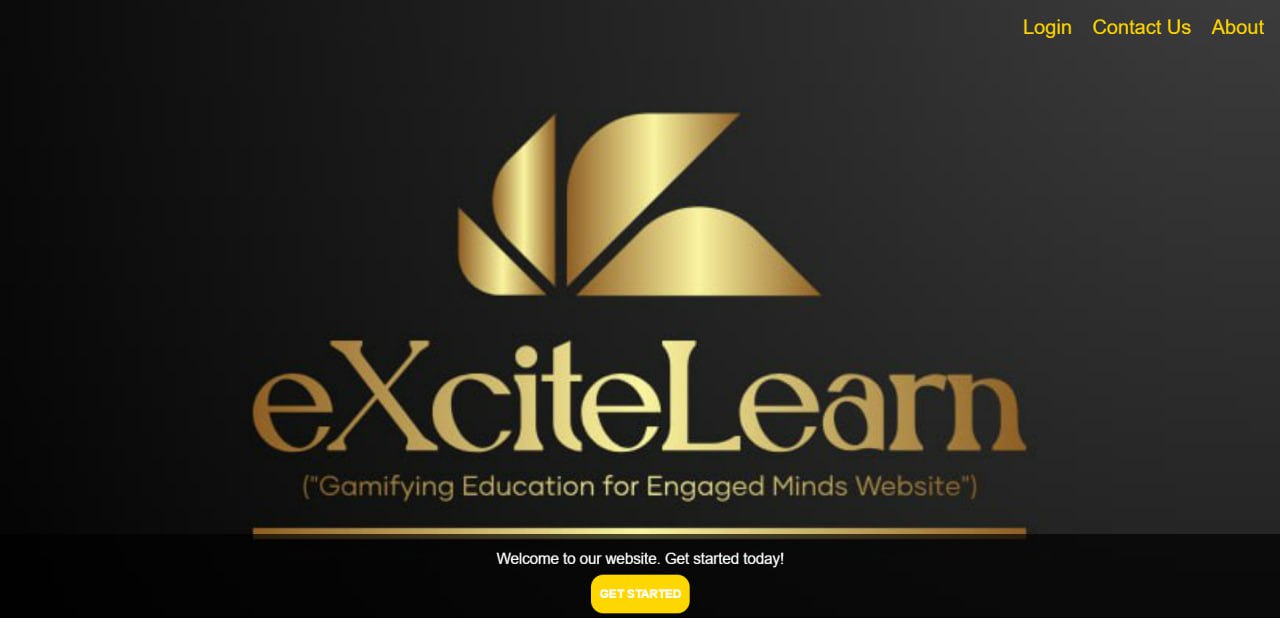 Login Contact Us About
eXciteLearn
("Gamifying Education for Engaged Minds Website")
Welcome to our website. Get started today!
GET STARTED